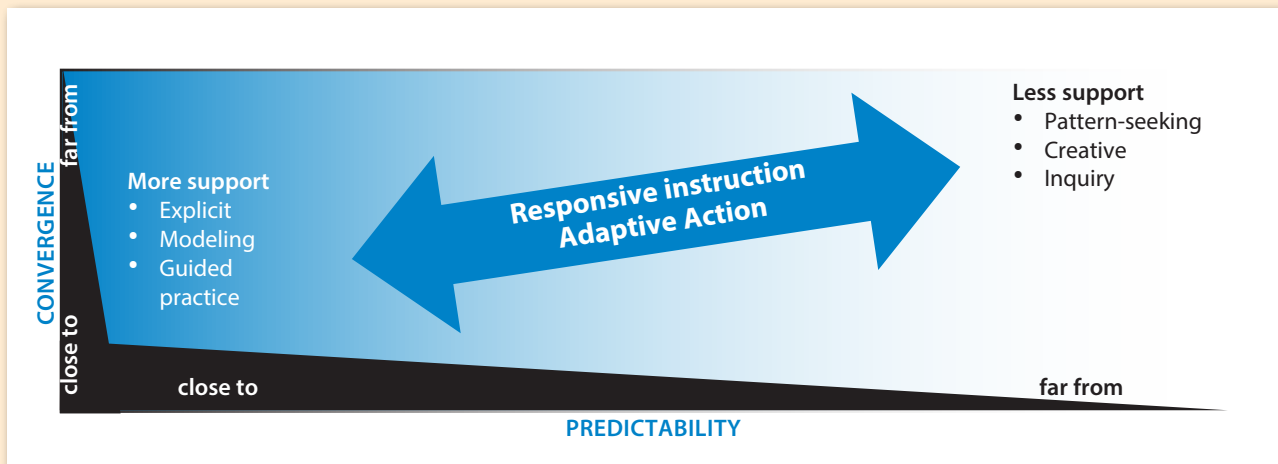 CONVERGENCE
far from
close to
More support
• Explicit
• Modeling
• Guided
practice
Responsive instruction
Adaptive Action
Less support
• Pattern-seeking
• Creative
• Inquiry
close to
far from
PREDICTABILITY